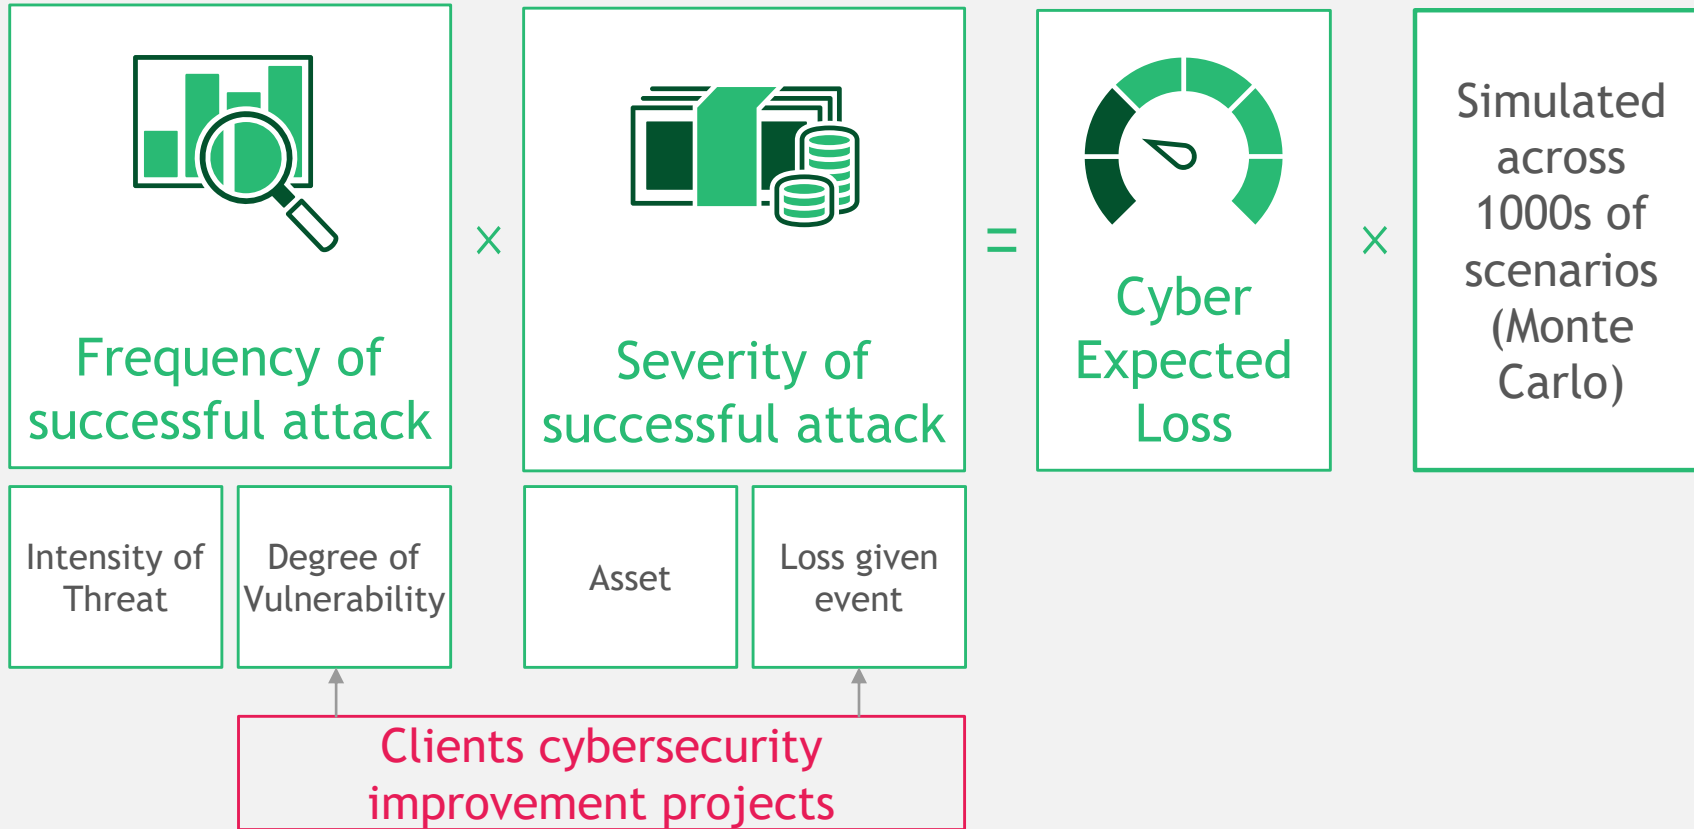 Frequency of
successful attack
×
Severity of
successful attack
=
Cyber
Expected
Loss
×
Simulated
across
1000s of
scenarios
(Monte
Carlo)
Intensity of
Threat
Degree of
Vulnerability
Asset
Loss given
event
Clients cybersecurity
improvement projects